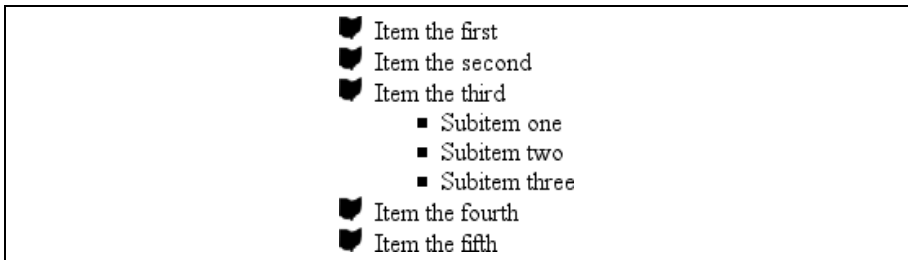 Item the first
Item the second
Item the third
Subitem one
Subitem two
Subitem three
Item the fourth
Item the fifth